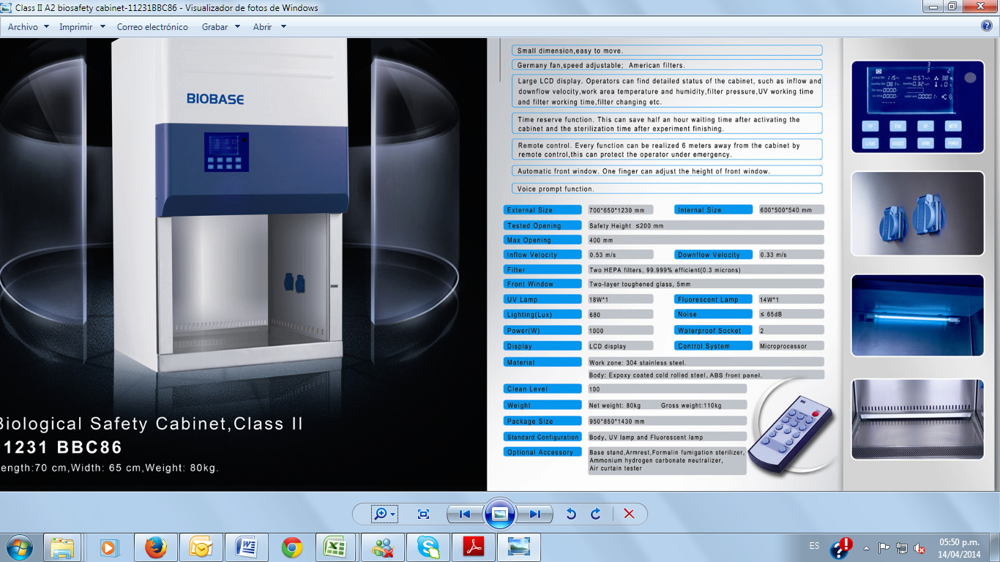 Class II A2 biosafety cabinet-11231BBC86 - Visualizador de fotos de Windows
Archivo Imprimir Correo electrónico Grabar Abrir
BIOBASE
Biological Safety Cabinet,Class II
1231 BBC86
ength:70 cm,Width: 65 cm,Weight: 80kg.
Small dimension,easy to move.
Germany fan,speed adjustable; American filters.
Large LCD display. Operators can find detailed status of the cabinet, such as inflow and
downflow velocity,work area temperature and humidity,filter pressure,UV working time
and filter working time,filter changing etc.
Time reserve function. This can save half an hour waiting time after activating the
cabinet and the sterilization time after experiment finishing.
Remote control. Every function can be realized 6 meters away from the cabinet by
remote control,this can protect the operator under emergency.
Automatic front window. One finger can adjust the height of front window.
Voice prompt function.
External Size 700*650*1230 mm Internal Size 600*500*540 mm
Tested Opening Safety Height ≤200 mm
Max Opening 400 mm
Inflow Velocity 0.53 m/s Downflow Velocity 0.33 m/s
Filter Two HEPA filters, 99.999% efficient(0.3 microns)
Front Window Two-layer toughened glass, 5mm
UV Lamp 18W*1 Fluorescent Lamp 14W*1
Lighting(Lux) 680 Noise ≤ 65dB
Power(W) 1000 Waterproof Socket 2
Display LCD display Control System Microprocessor
Material Work zone: 304 stainless steel.
Body: Expoxy coated cold rolled steel, ABS front panel.
Clean Level 100
Weight Net weight: 80kg Gross weight:110kg
Package Size 950*850*1430 mm
Standard Configuration Body, UV lamp and Fluorescent lamp
Optional Accessory Base stand,Armrest,Formalin fumigation sterilizer,
Ammonium hydrogen carbonate neutralizer,
Air curtain tester
ES
05:50 p.m.
14/04/2014